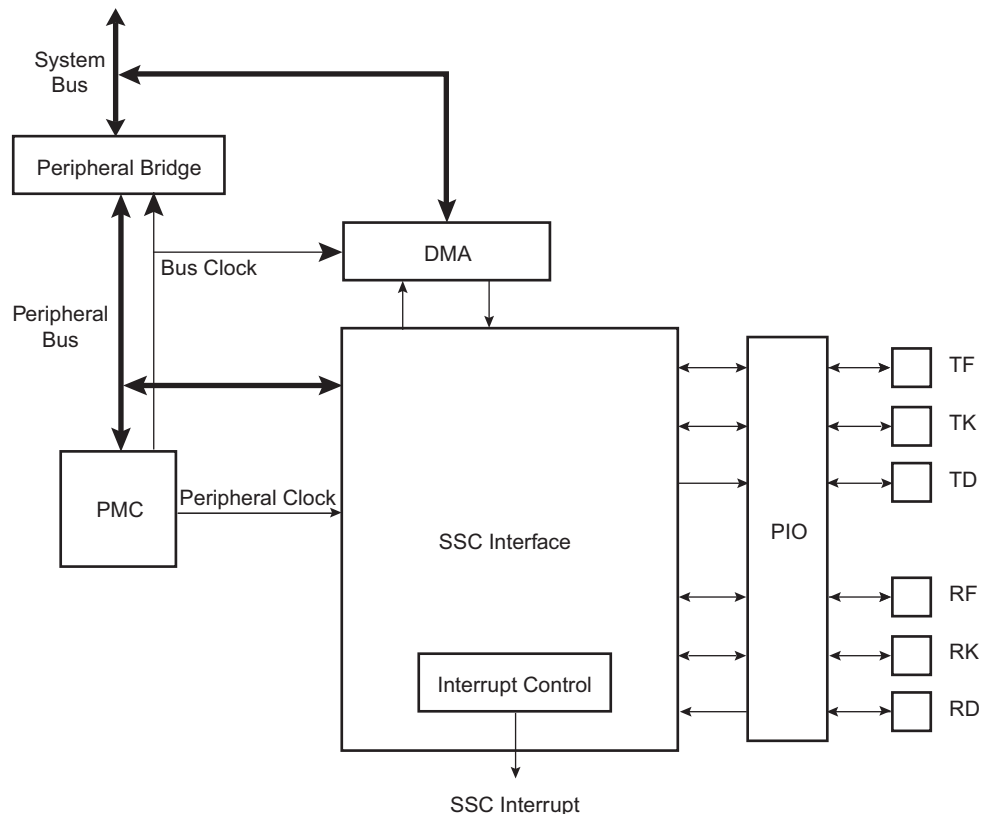 System
Bus
Peripheral Bridge
DMA
Bus Clock
Peripheral
Bus
TF
TK
PMC
Peripheral Clock
TD
SSC Interface
PIO
RF
RK
Interrupt Control
RD
SSC Interrupt